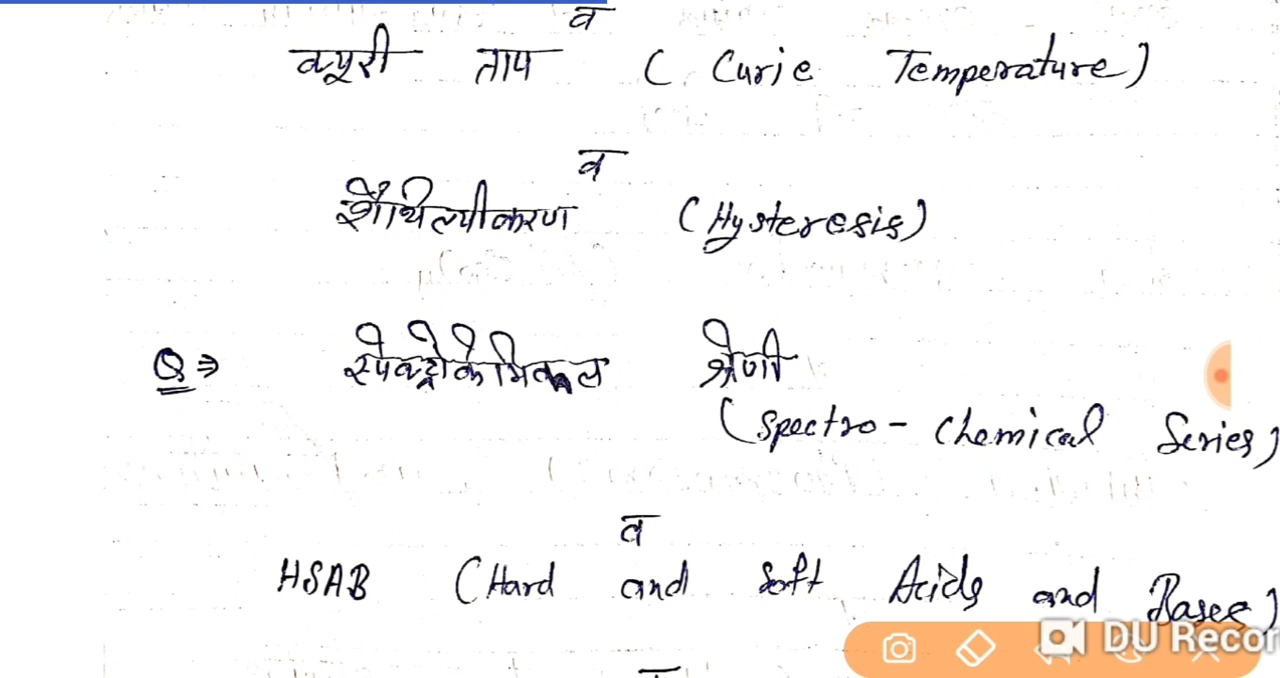 व
क्यूरी ताप ( Curie Temperature)
व
शैथिल्यीकरण (Hysteresis)
Q⇒ स्पेक्ट्रोकेमिकल श्रेणी
(Spectro - Chemical Series)
व
HSAB (Hard and Soft Acids and Bases)
DU Recor